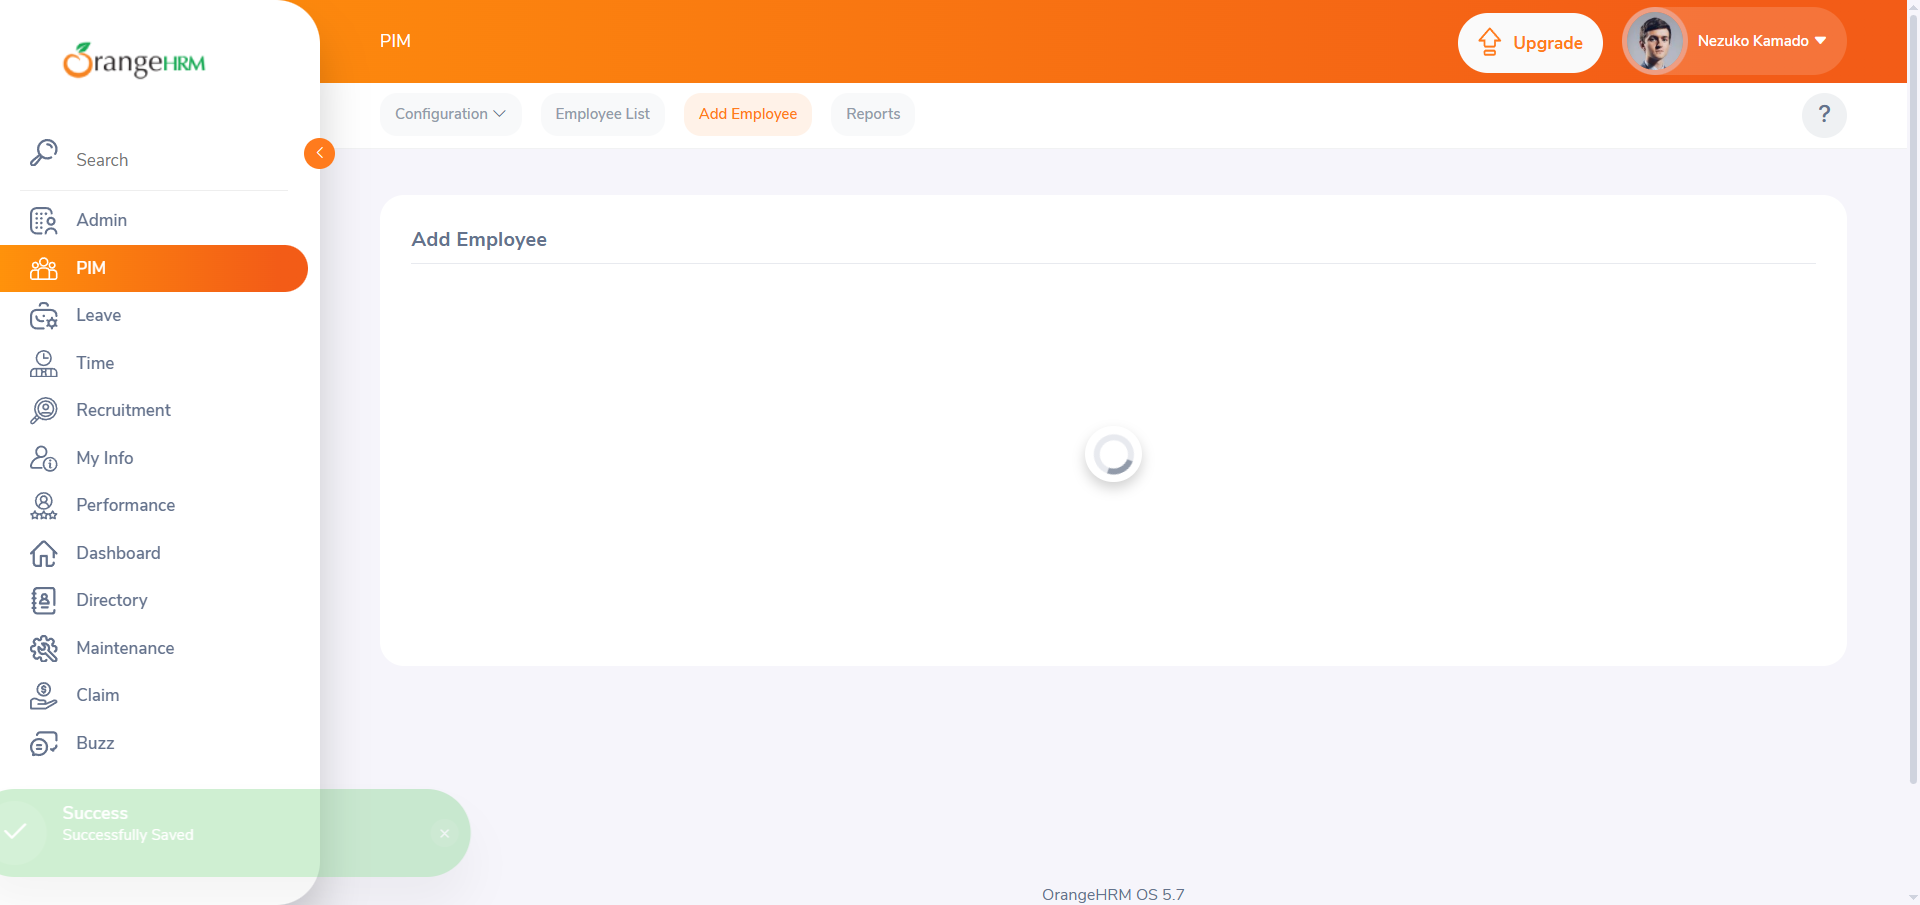 OrangeHRM
PIM
Upgrade
Nezuko Kamado
Configuration
Employee List
Add Employee
Reports
?
Search
Admin
PIM
Leave
Time
Recruitment
My Info
Performance
Dashboard
Directory
Maintenance
Claim
Buzz
Add Employee
Success
Successfully Saved
OrangeHRM OS 5.7